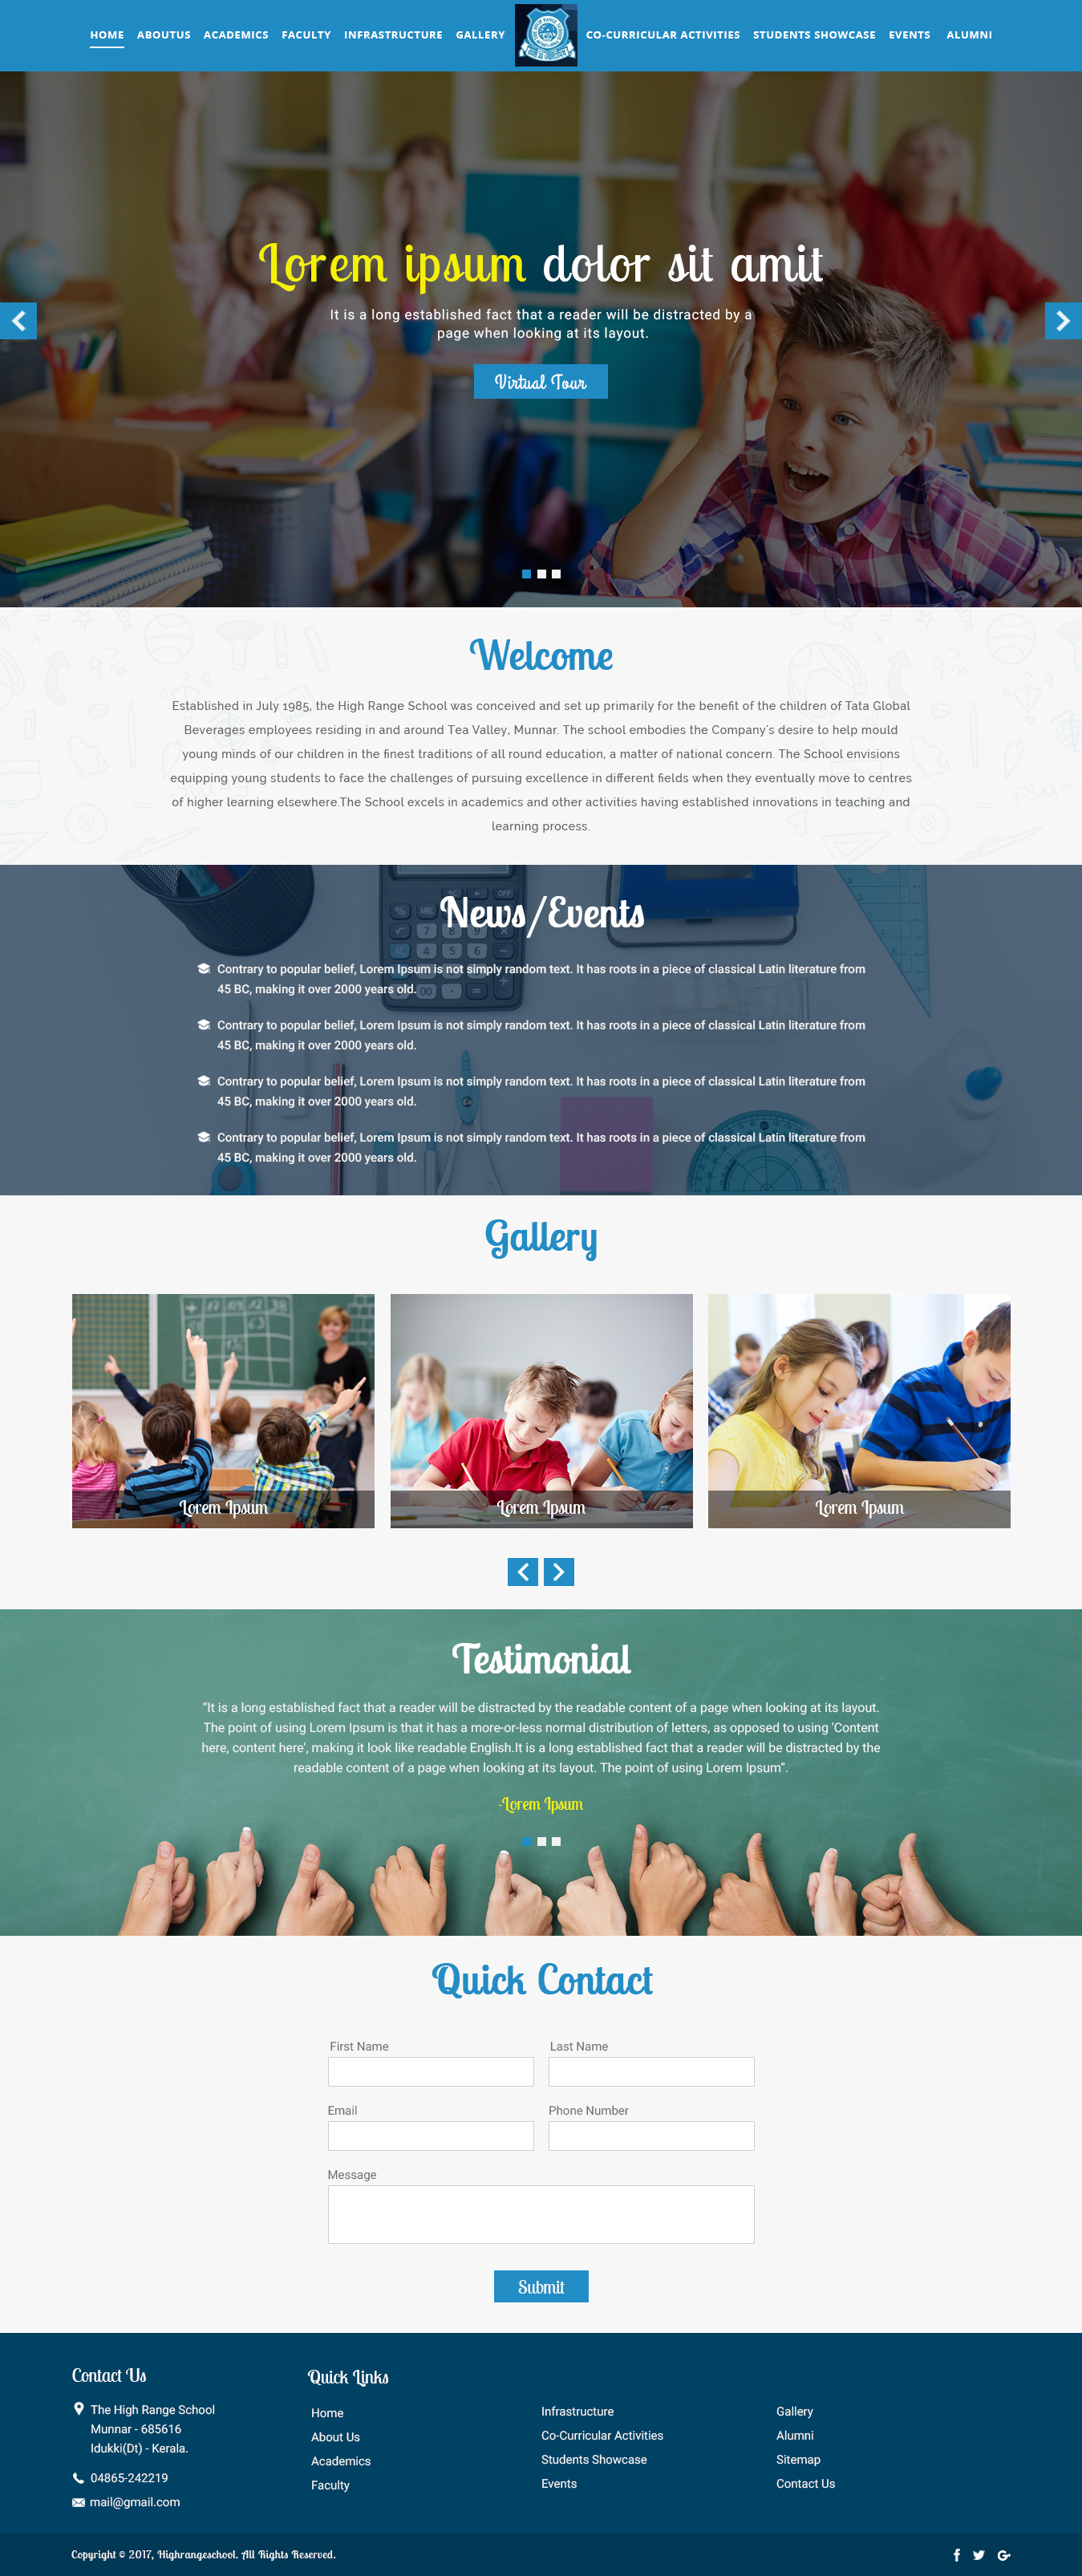 HOME ABOUTUS ACADEMICS FACULTY INFRASTRUCTURE GALLERY CO-CURRICULAR ACTIVITIES STUDENTS SHOWCASE EVENTS ALUMNI
Lorem ipsum dolor sit amit
It is a long established fact that a reader will be distracted by a
page when looking at its layout.
Virtual Tour
Welcome
Established in July 1985, the High Range School was conceived and set up primarily for the benefit of the children of Tata Global
Beverages employees residing in and around Tea Valley, Munnar. The school embodies the Company's desire to help mould
young minds of our children in the finest traditions of all round education, a matter of national concern. The School envisions
equipping young students to face the challenges of pursuing excellence in different fields when they eventually move to centres
of higher learning elsewhere.The School excels in academics and other activities having established innovations in teaching and
learning process.
News/Events
Contrary to popular belief, Lorem Ipsum is not simply random text. It has roots in a piece of classical Latin literature from
45 BC, making it over 2000 years old.
Contrary to popular belief, Lorem Ipsum is not simply random text. It has roots in a piece of classical Latin literature from
45 BC, making it over 2000 years old.
Contrary to popular belief, Lorem Ipsum is not simply random text. It has roots in a piece of classical Latin literature from
45 BC, making it over 2000 years old.
Contrary to popular belief, Lorem Ipsum is not simply random text. It has roots in a piece of classical Latin literature from
45 BC, making it over 2000 years old.
Gallery
Lorem Ipsum
Lorem Ipsum
Lorem Ipsum
Testimonial
“It is a long established fact that a reader will be distracted by the readable content of a page when looking at its layout.
The point of using Lorem Ipsum is that it has a more-or-less normal distribution of letters, as opposed to using 'Content
here, content here', making it look like readable English.It is a long established fact that a reader will be distracted by the
readable content of a page when looking at its layout. The point of using Lorem Ipsum”.
-Lorem Ipsum
Quick Contact
First Name
Last Name
Email
Phone Number
Message
Submit
Contact Us
The High Range School
Munnar - 685616
Idukki(Dt) - Kerala.
04865-242219
mail@gmail.com
Quick Links
Home
About Us
Academics
Faculty
Infrastructure
Co-Curricular Activities
Students Showcase
Events
Gallery
Alumni
Sitemap
Contact Us
Copyright © 2017, Highrangeschool. All Rights Reserved.